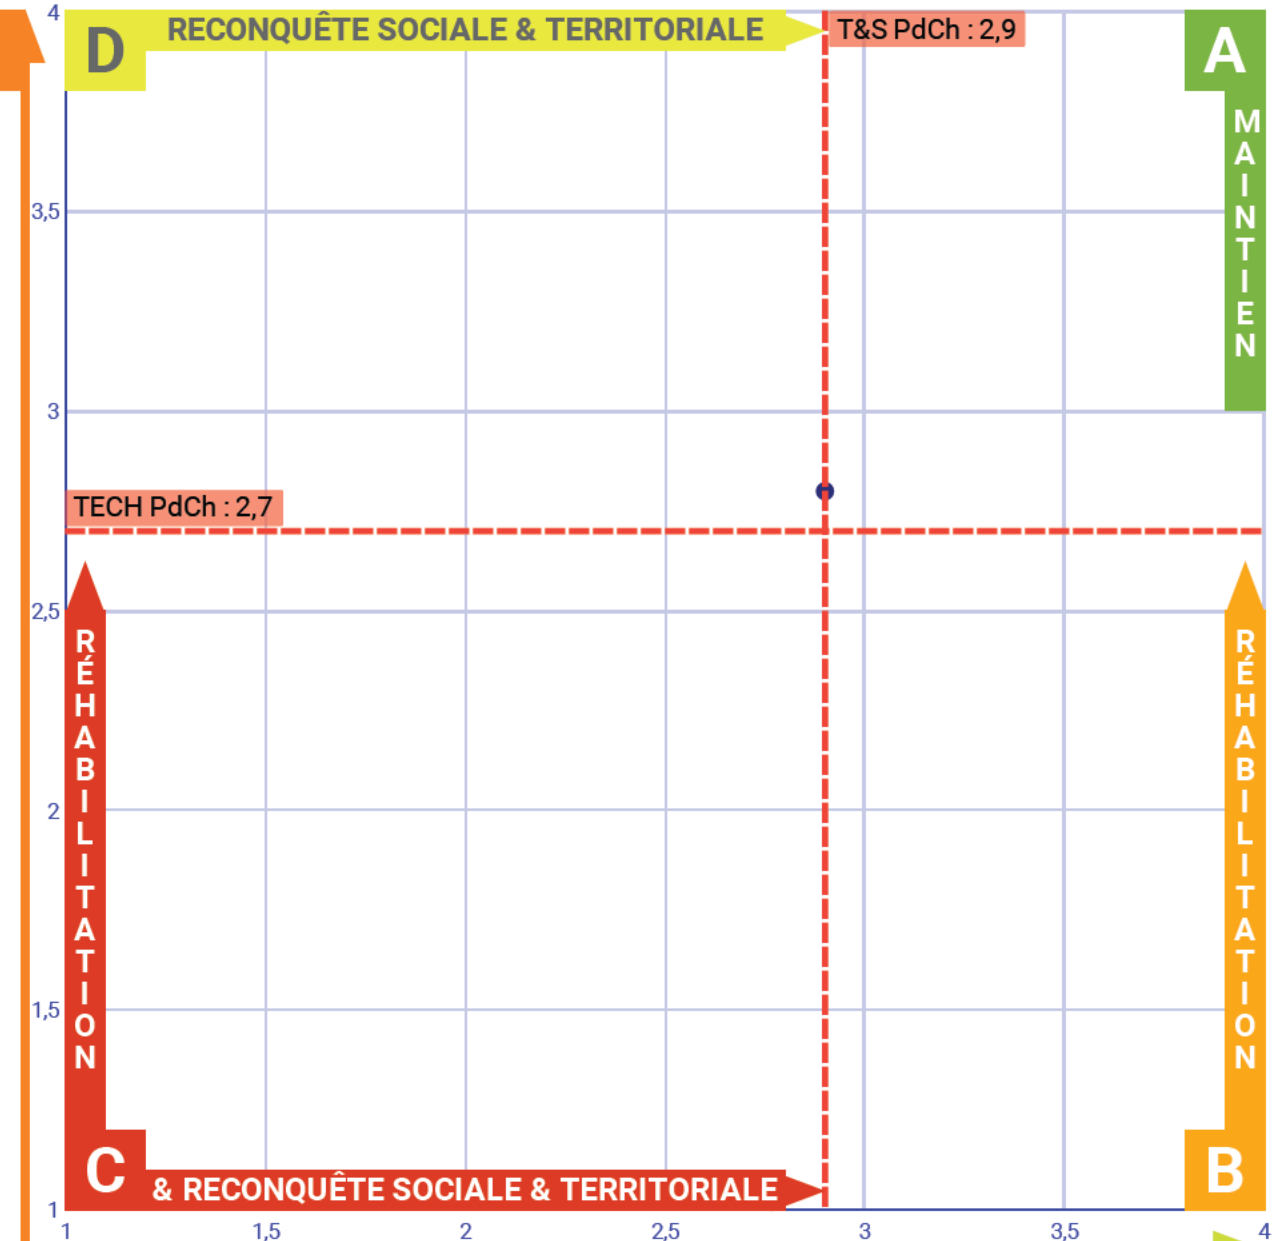 4
D
RECONQUÊTE SOCIALE & TERRITORIALE
T&S PdCh : 2,9
A
MAINTIEN
3,5
3
TECH PdCh : 2,7
2,5
RÉHABILITATION
RÉHABILITATION
2
1,5
C
& RECONQUÊTE SOCIALE & TERRITORIALE
B
1
1 1,5 2 2,5 3 3,5 4